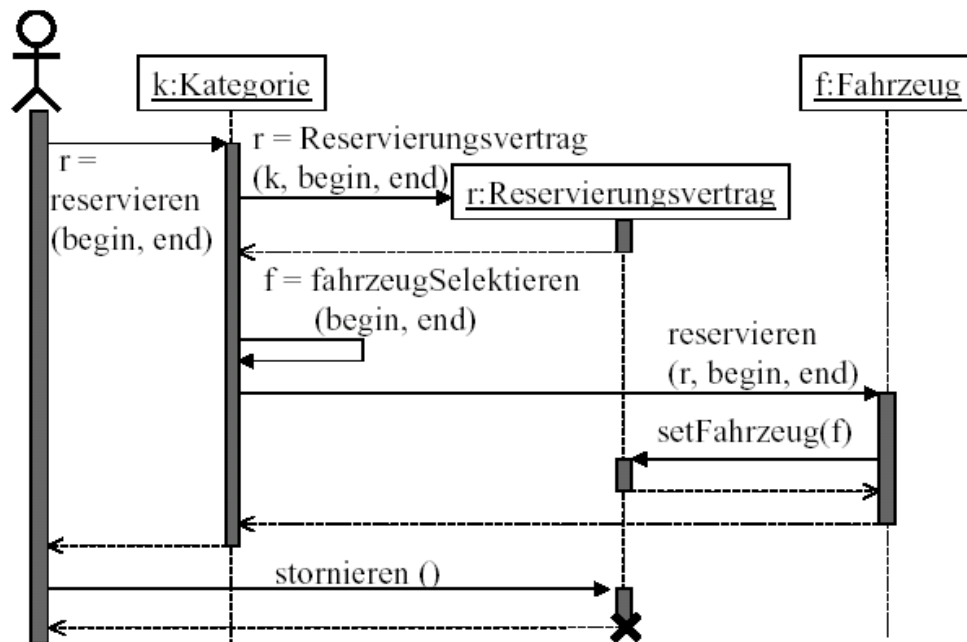 k:Kategorie
f:Fahrzeug
r = Reservierungsvertrag
(k, begin, end)
r:Reservierungsvertrag
r =
reservieren
(begin, end)
f = fahrzeugSelektieren
(begin, end)
reservieren
(r, begin, end)
setFahrzeug(f)
stornieren ()